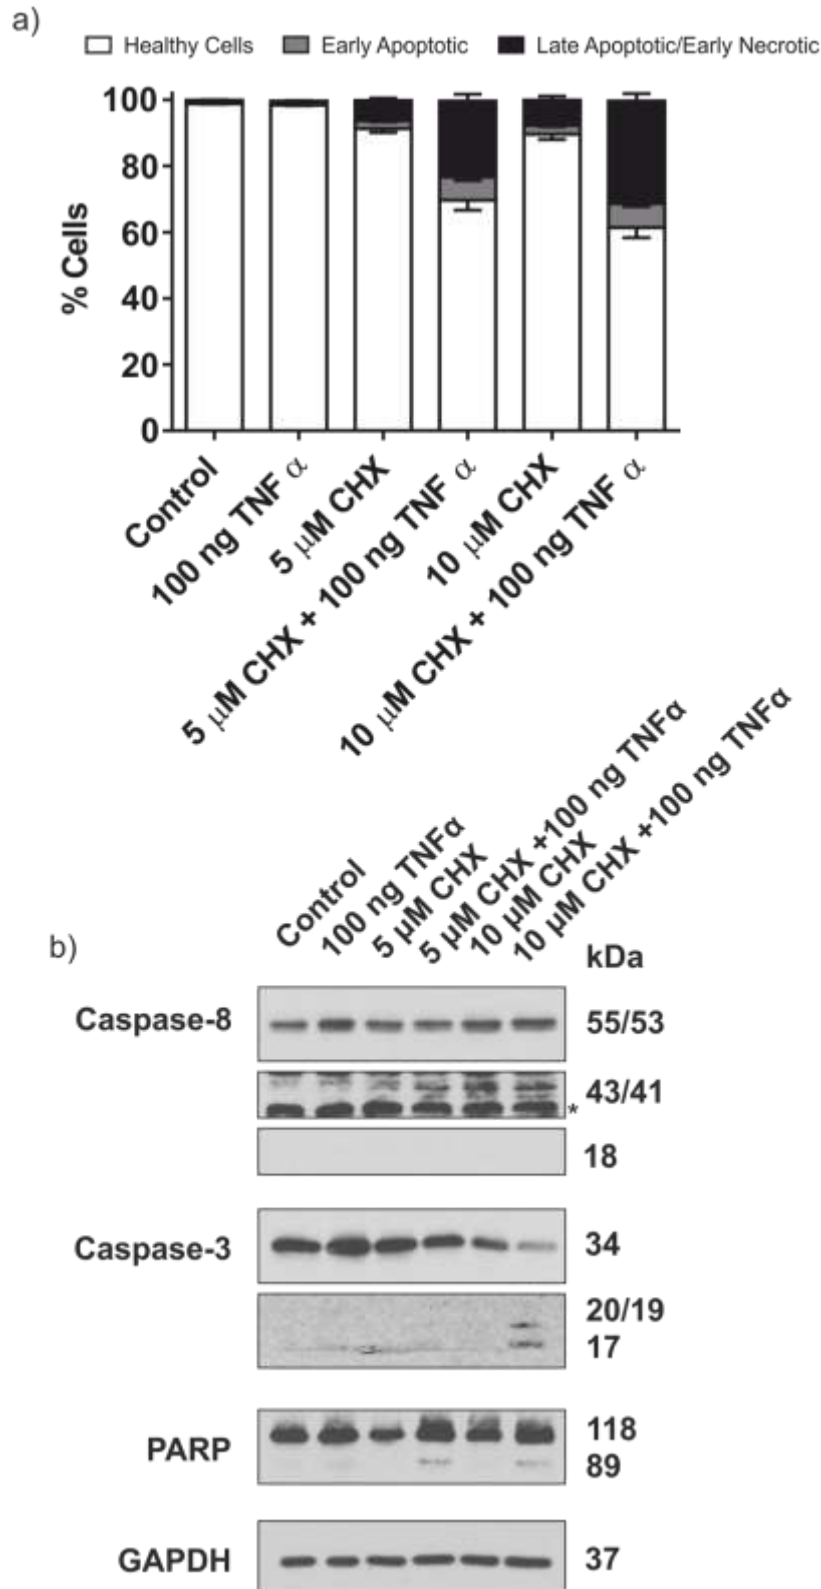 a)
Healthy Cells Early Apoptotic Late Apoptotic/Early Necrotic
% Cells
100
80
60
40
20
0
Control
100 ng TNF α
5 μM CHX
5 μM CHX + 100 ng TNF α
10 μM CHX
10 μM CHX + 100 ng TNF α
b)
Control
100 ng TNFα
5 μM CHX
5 μM CHX +100 ng TNFα
10 μM CHX
10 μM CHX +100 ng TNFα
kDa
Caspase-8 55/53
43/41
*
18
Caspase-3 34
20/19
17
PARP 118
89
GAPDH 37